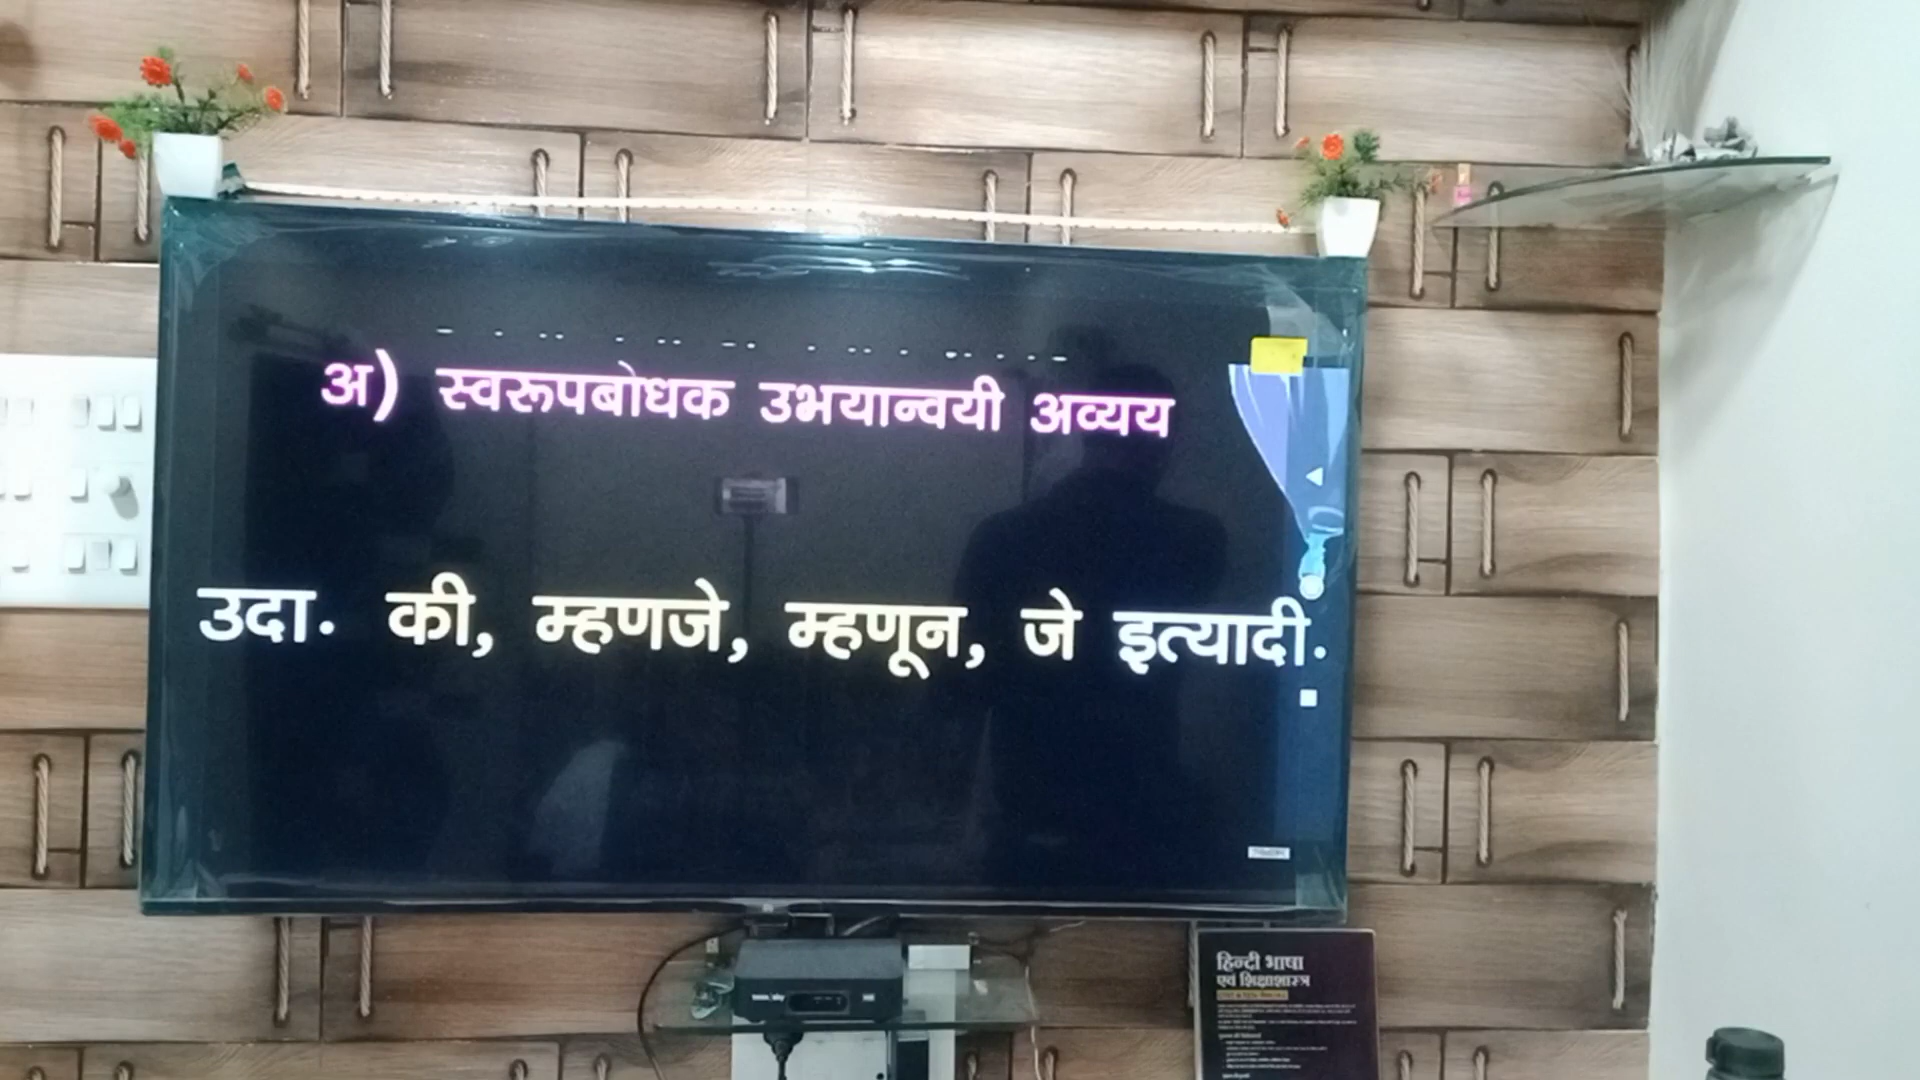 अ) स्वरूपबोधक उभयान्वयी अव्यय
उदा. की, म्हणजे, म्हणून, जे इत्यादी.
हिन्दी भाषा
एवं शिक्षाशास्त्र